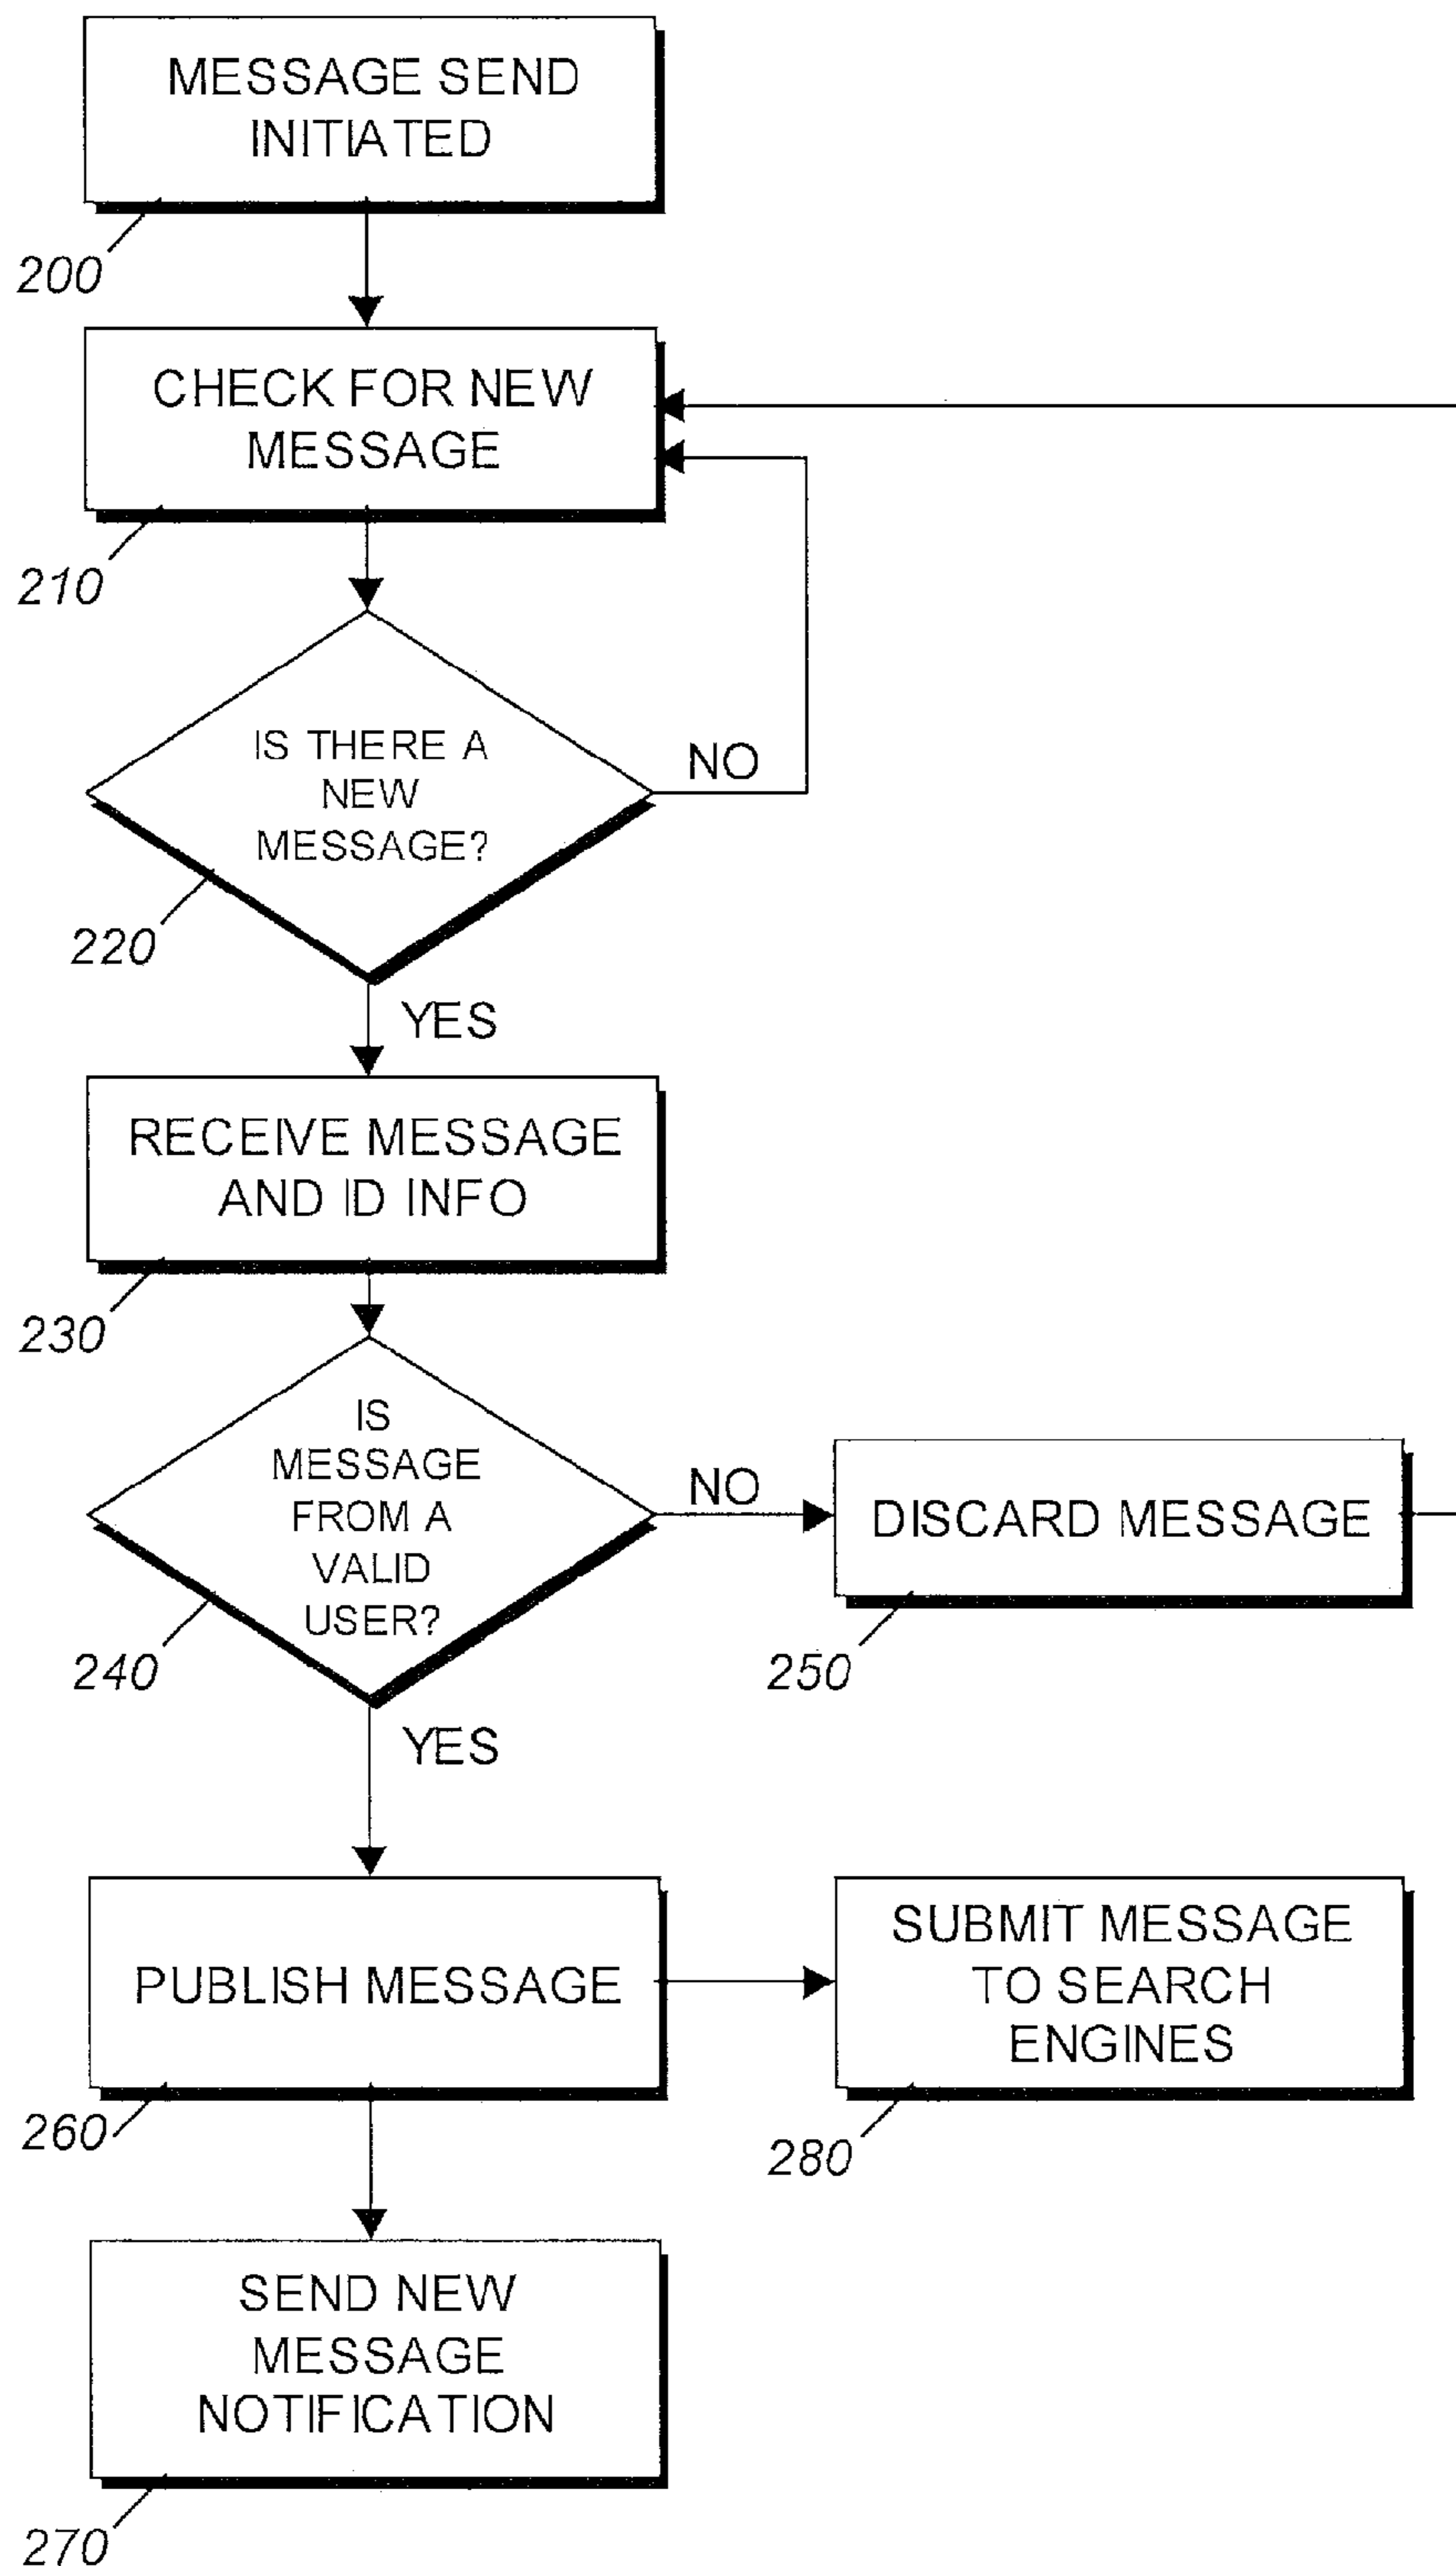 MESSAGE SEND
INITIATED
200
CHECK FOR NEW
MESSAGE
210
IS THERE A
NEW
MESSAGE?
NO
220
YES
RECEIVE MESSAGE
AND ID INFO
230
IS
MESSAGE
FROM A
VALID
USER?
NO
DISCARD MESSAGE
240
250
YES
PUBLISH MESSAGE
SUBMIT MESSAGE
TO SEARCH
ENGINES
260
280
SEND NEW
MESSAGE
NOTIFICATION
270